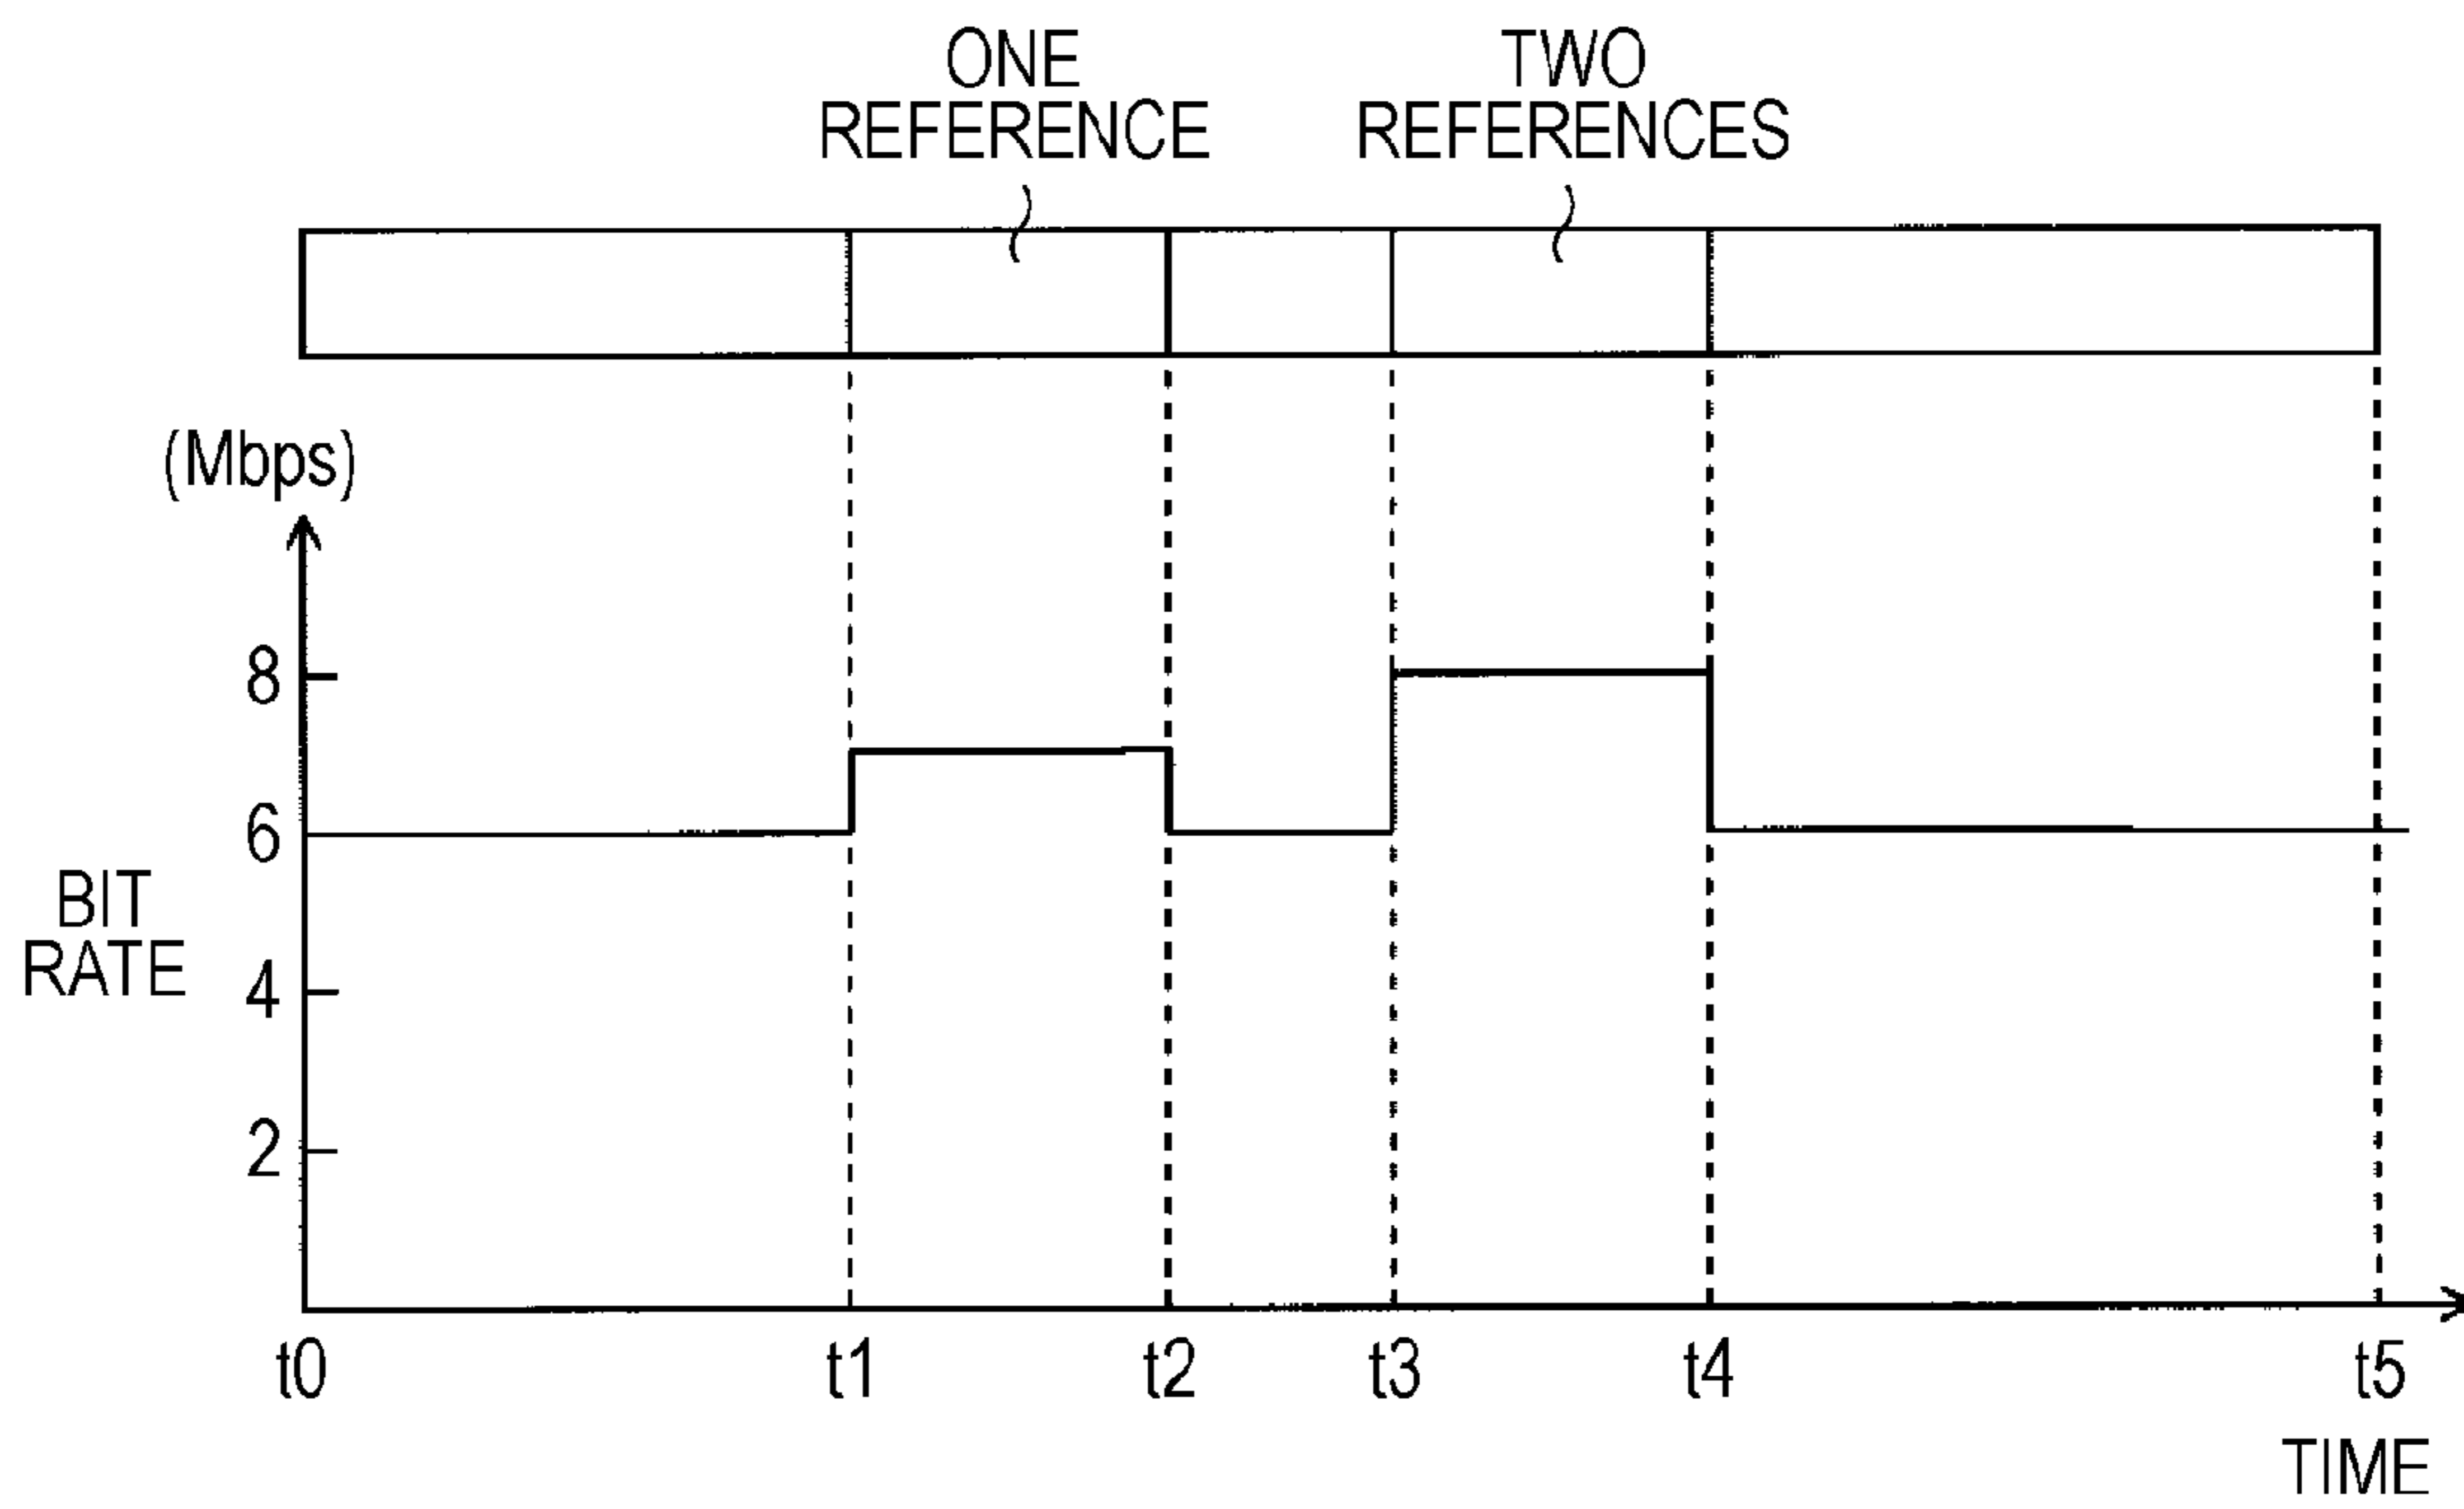 ONE
REFERENCE
TWO
REFERENCES
(Mbps)
8
6
BIT
RATE
4
2
t0 t1 t2 t3 t4 t5
TIME